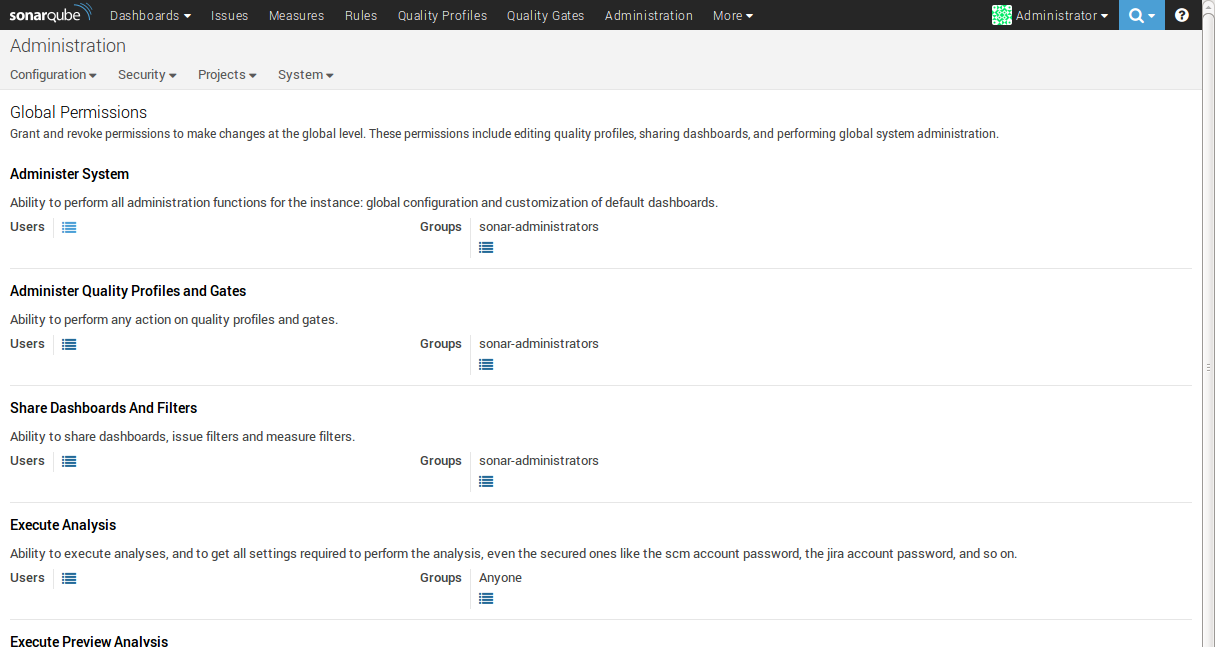 sonarqube Dashboards Issues Measures Rules Quality Profiles Quality Gates Administration More Administrator ?
Administration
Configuration Security Projects System
Global Permissions
Grant and revoke permissions to make changes at the global level. These permissions include editing quality profiles, sharing dashboards, and performing global system administration.
Administer System
Ability to perform all administration functions for the instance: global configuration and customization of default dashboards.
Users Groups sonar-administrators
Administer Quality Profiles and Gates
Ability to perform any action on quality profiles and gates.
Users Groups sonar-administrators
Share Dashboards And Filters
Ability to share dashboards, issue filters and measure filters.
Users Groups sonar-administrators
Execute Analysis
Ability to execute analyses, and to get all settings required to perform the analysis, even the secured ones like the scm account password, the jira account password, and so on.
Users Groups Anyone
Execute Preview Analysis